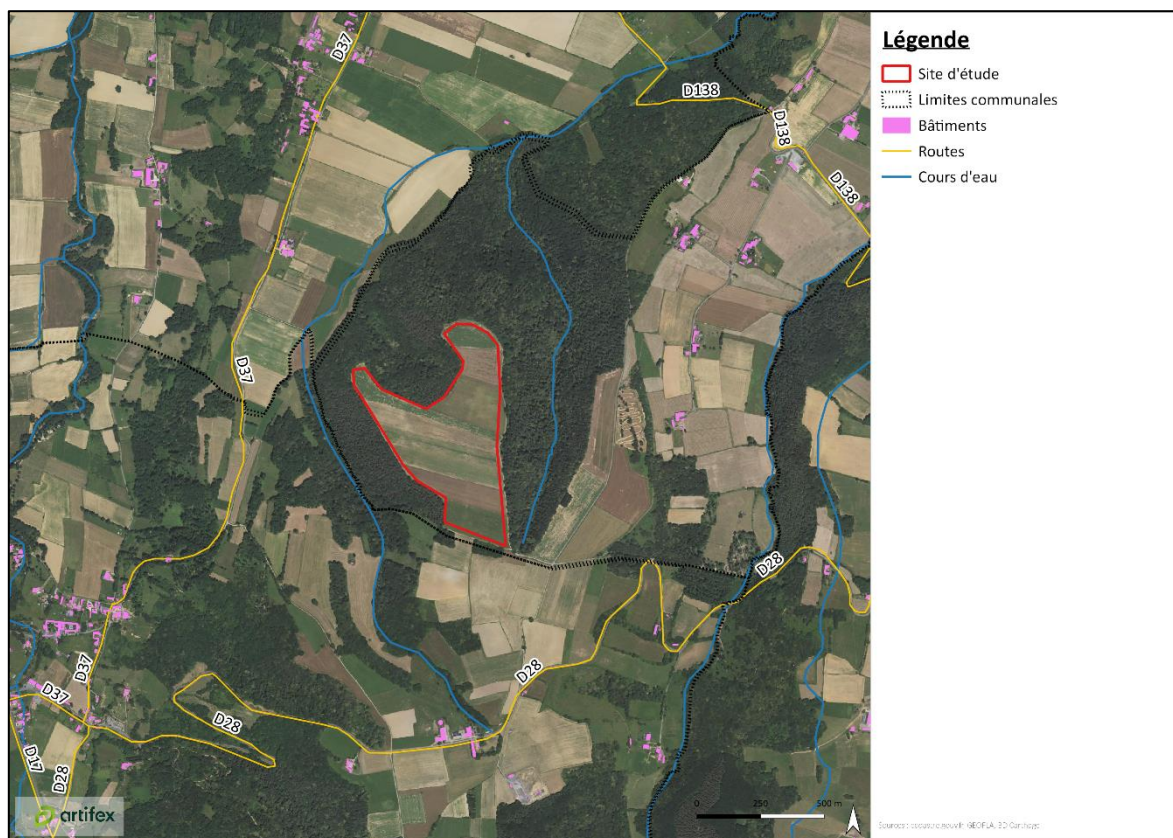 Légende
Site d'étude
Limites communales
Bâtiments
Routes
Cours d'eau
D37
D138
D138
D138
D37
D28
D37
D37
D28
D28
D17
D28
0 250 500 m
artifex